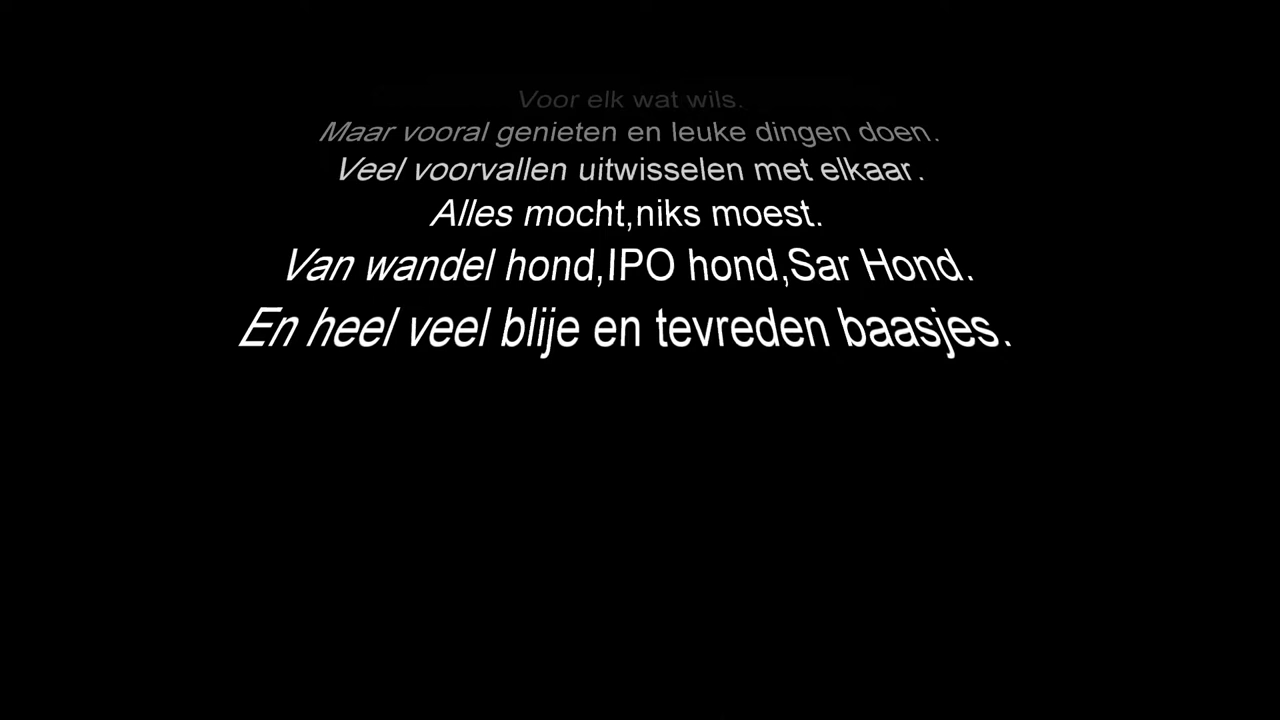 Voor elk wat wils.
Maar vooral genieten en leuke dingen doen.
Veel voorvallen uitwisselen met elkaar.
Alles mocht,niks moest.
Van wandel hond,IPO hond,Sar Hond.
En heel veel blije en tevreden baasjes.